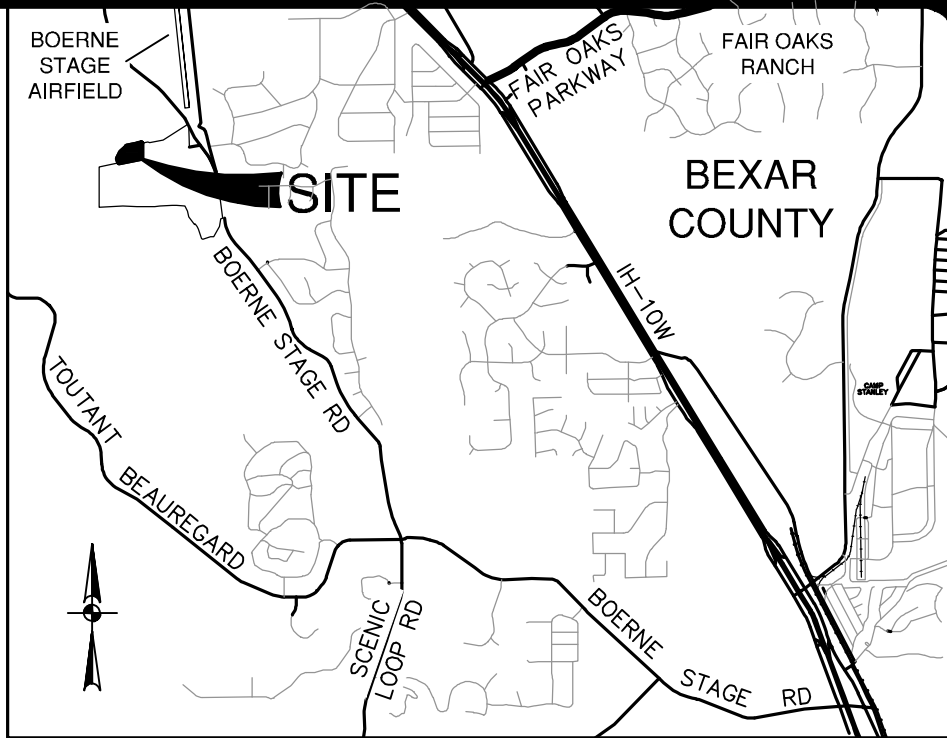 BOERNE
STAGE
AIRFIELD
FAIR OAKS
PARKWAY
FAIR OAKS
RANCH
SITE
BEXAR
COUNTY
BOERNE STAGE RD
IH-10W
CAMP
STANLEY
TOUTANT
BEAUREGARD
SCENIC
LOOP RD
BOERNE
STAGE
RD